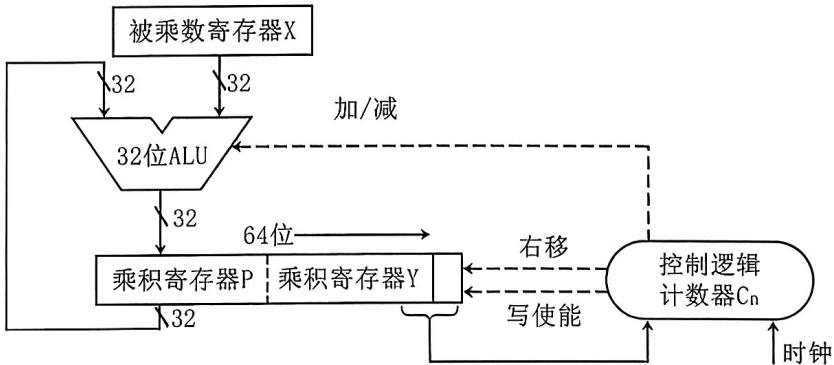 被乘数寄存器X
32
32
加/减
32位ALU
32
64位
乘积寄存器P
乘积寄存器Y
右移
写使能
控制逻辑
计数器Cn
32
时钟